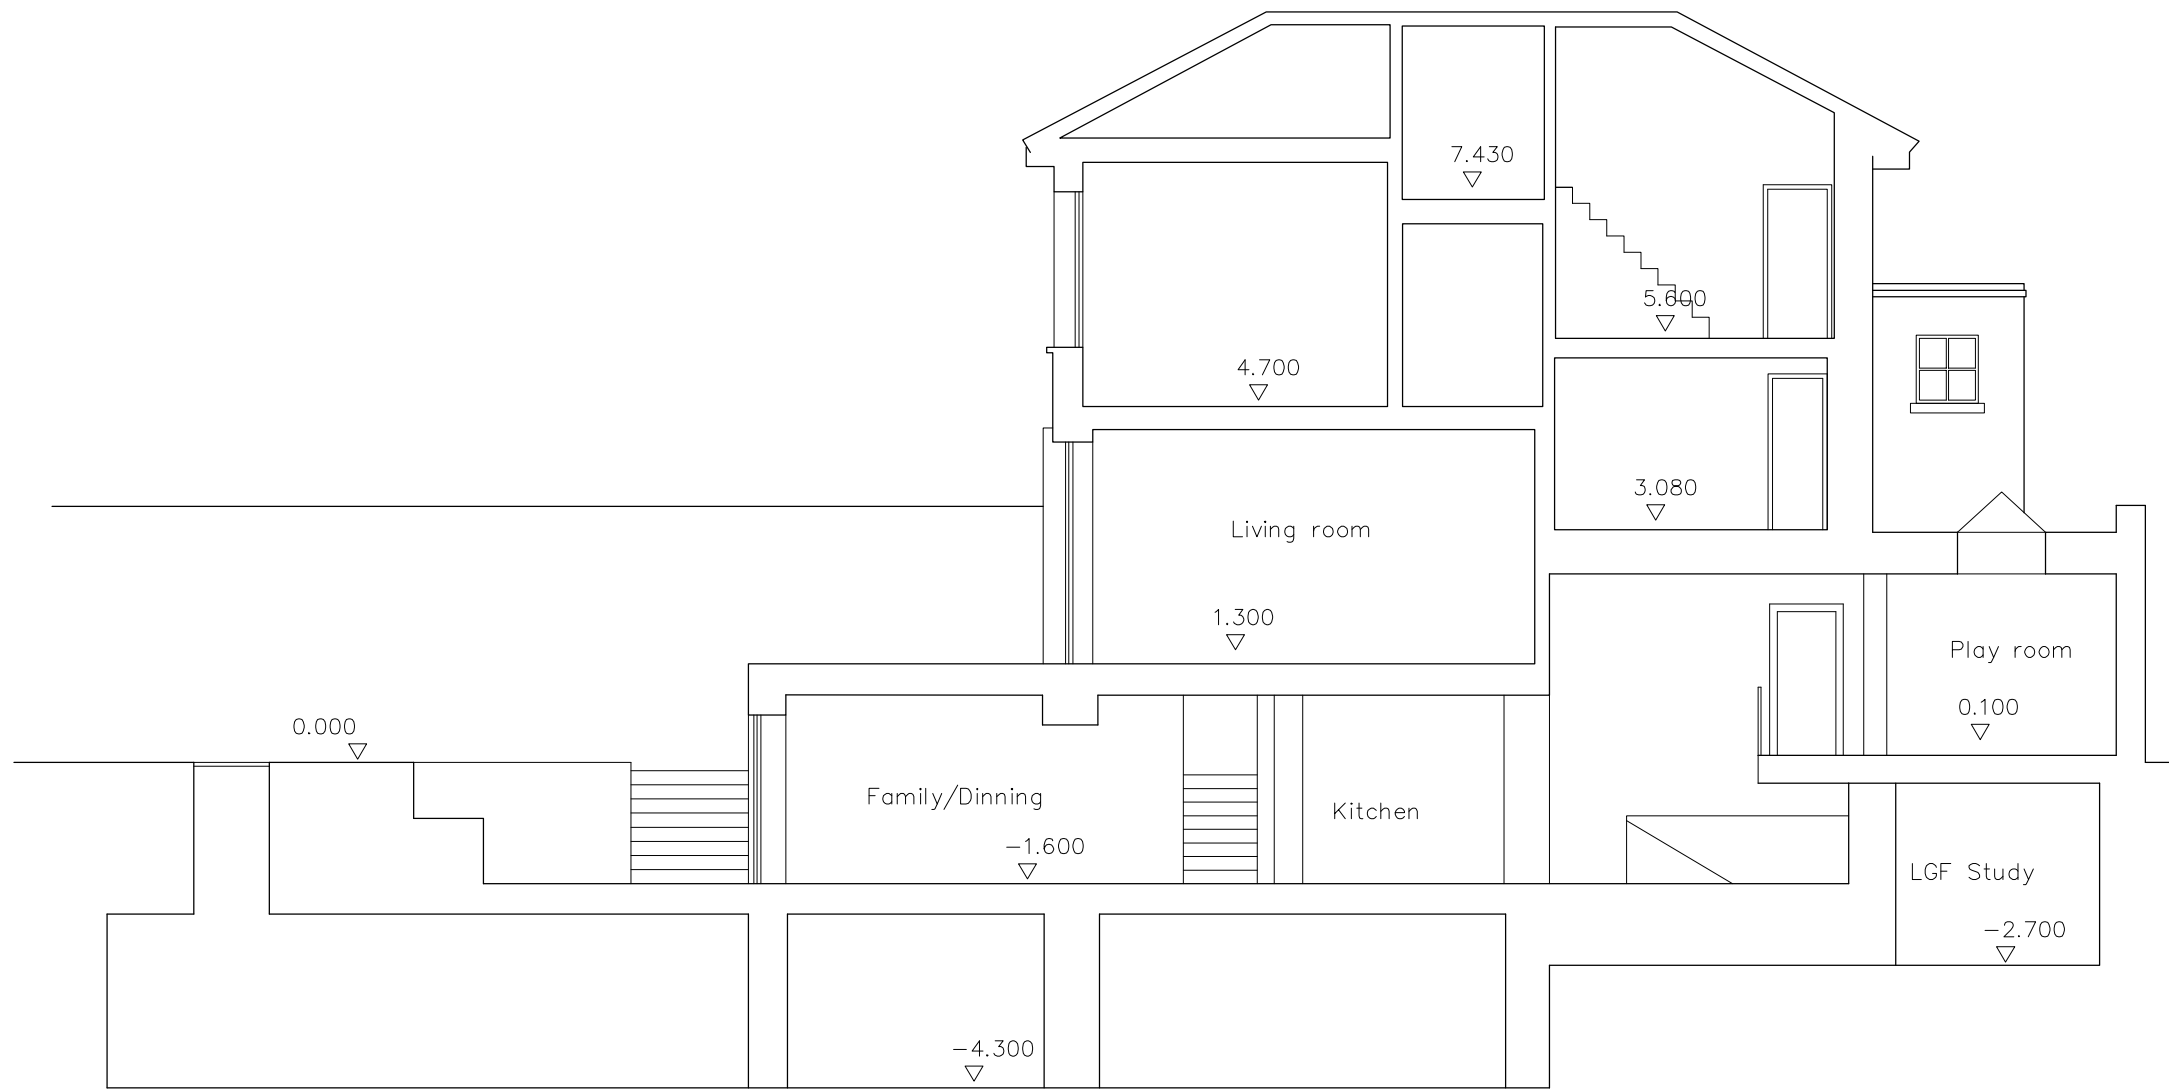 7.430
5.600
4.700
3.080
Living room
1.300
Play room
0.100
0.000
Family/Dinning
Kitchen
-1.600
LGF Study
-2.700
-4.300